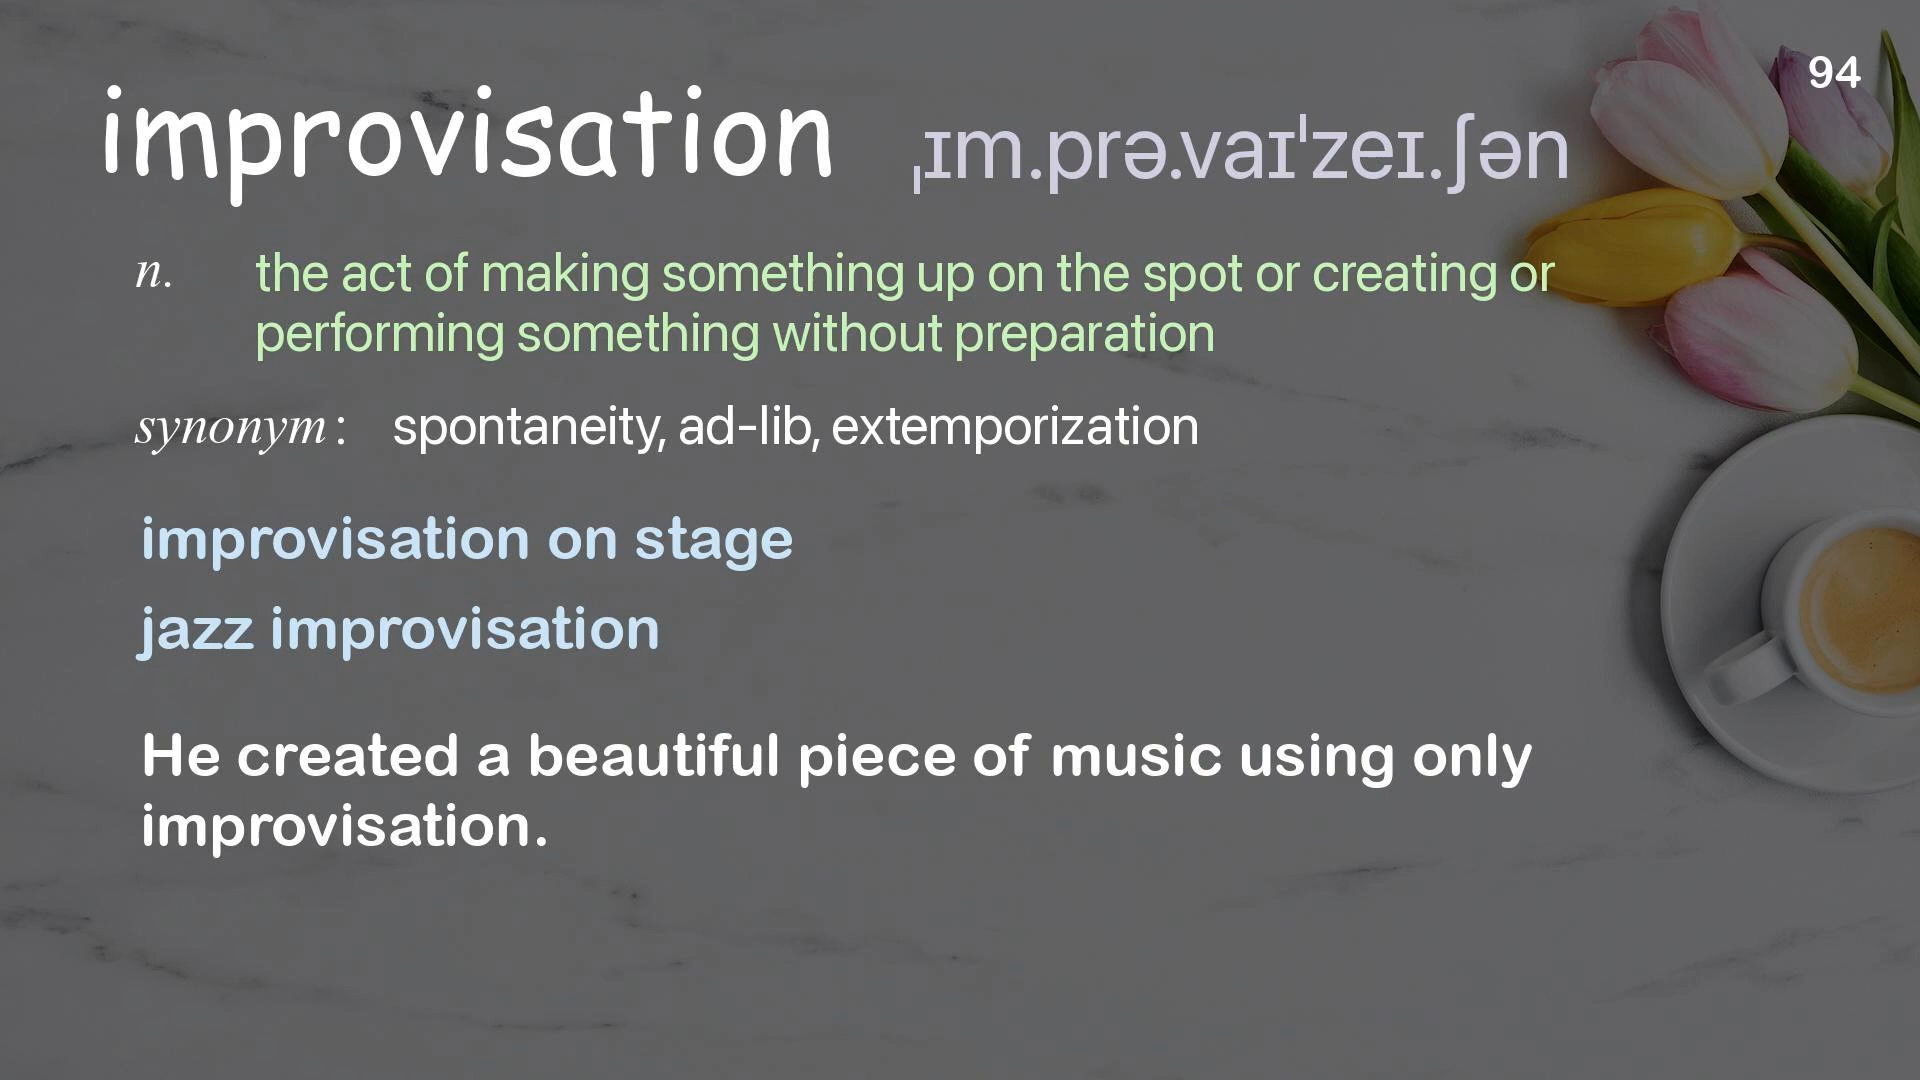 94
improvisation ˌɪm.prə.vaɪˈzeɪ.ʃən
n. the act of making something up on the spot or creating or
performing something without preparation
synonym : spontaneity, ad-lib, extemporization
improvisation on stage
jazz improvisation
He created a beautiful piece of music using only
improvisation.